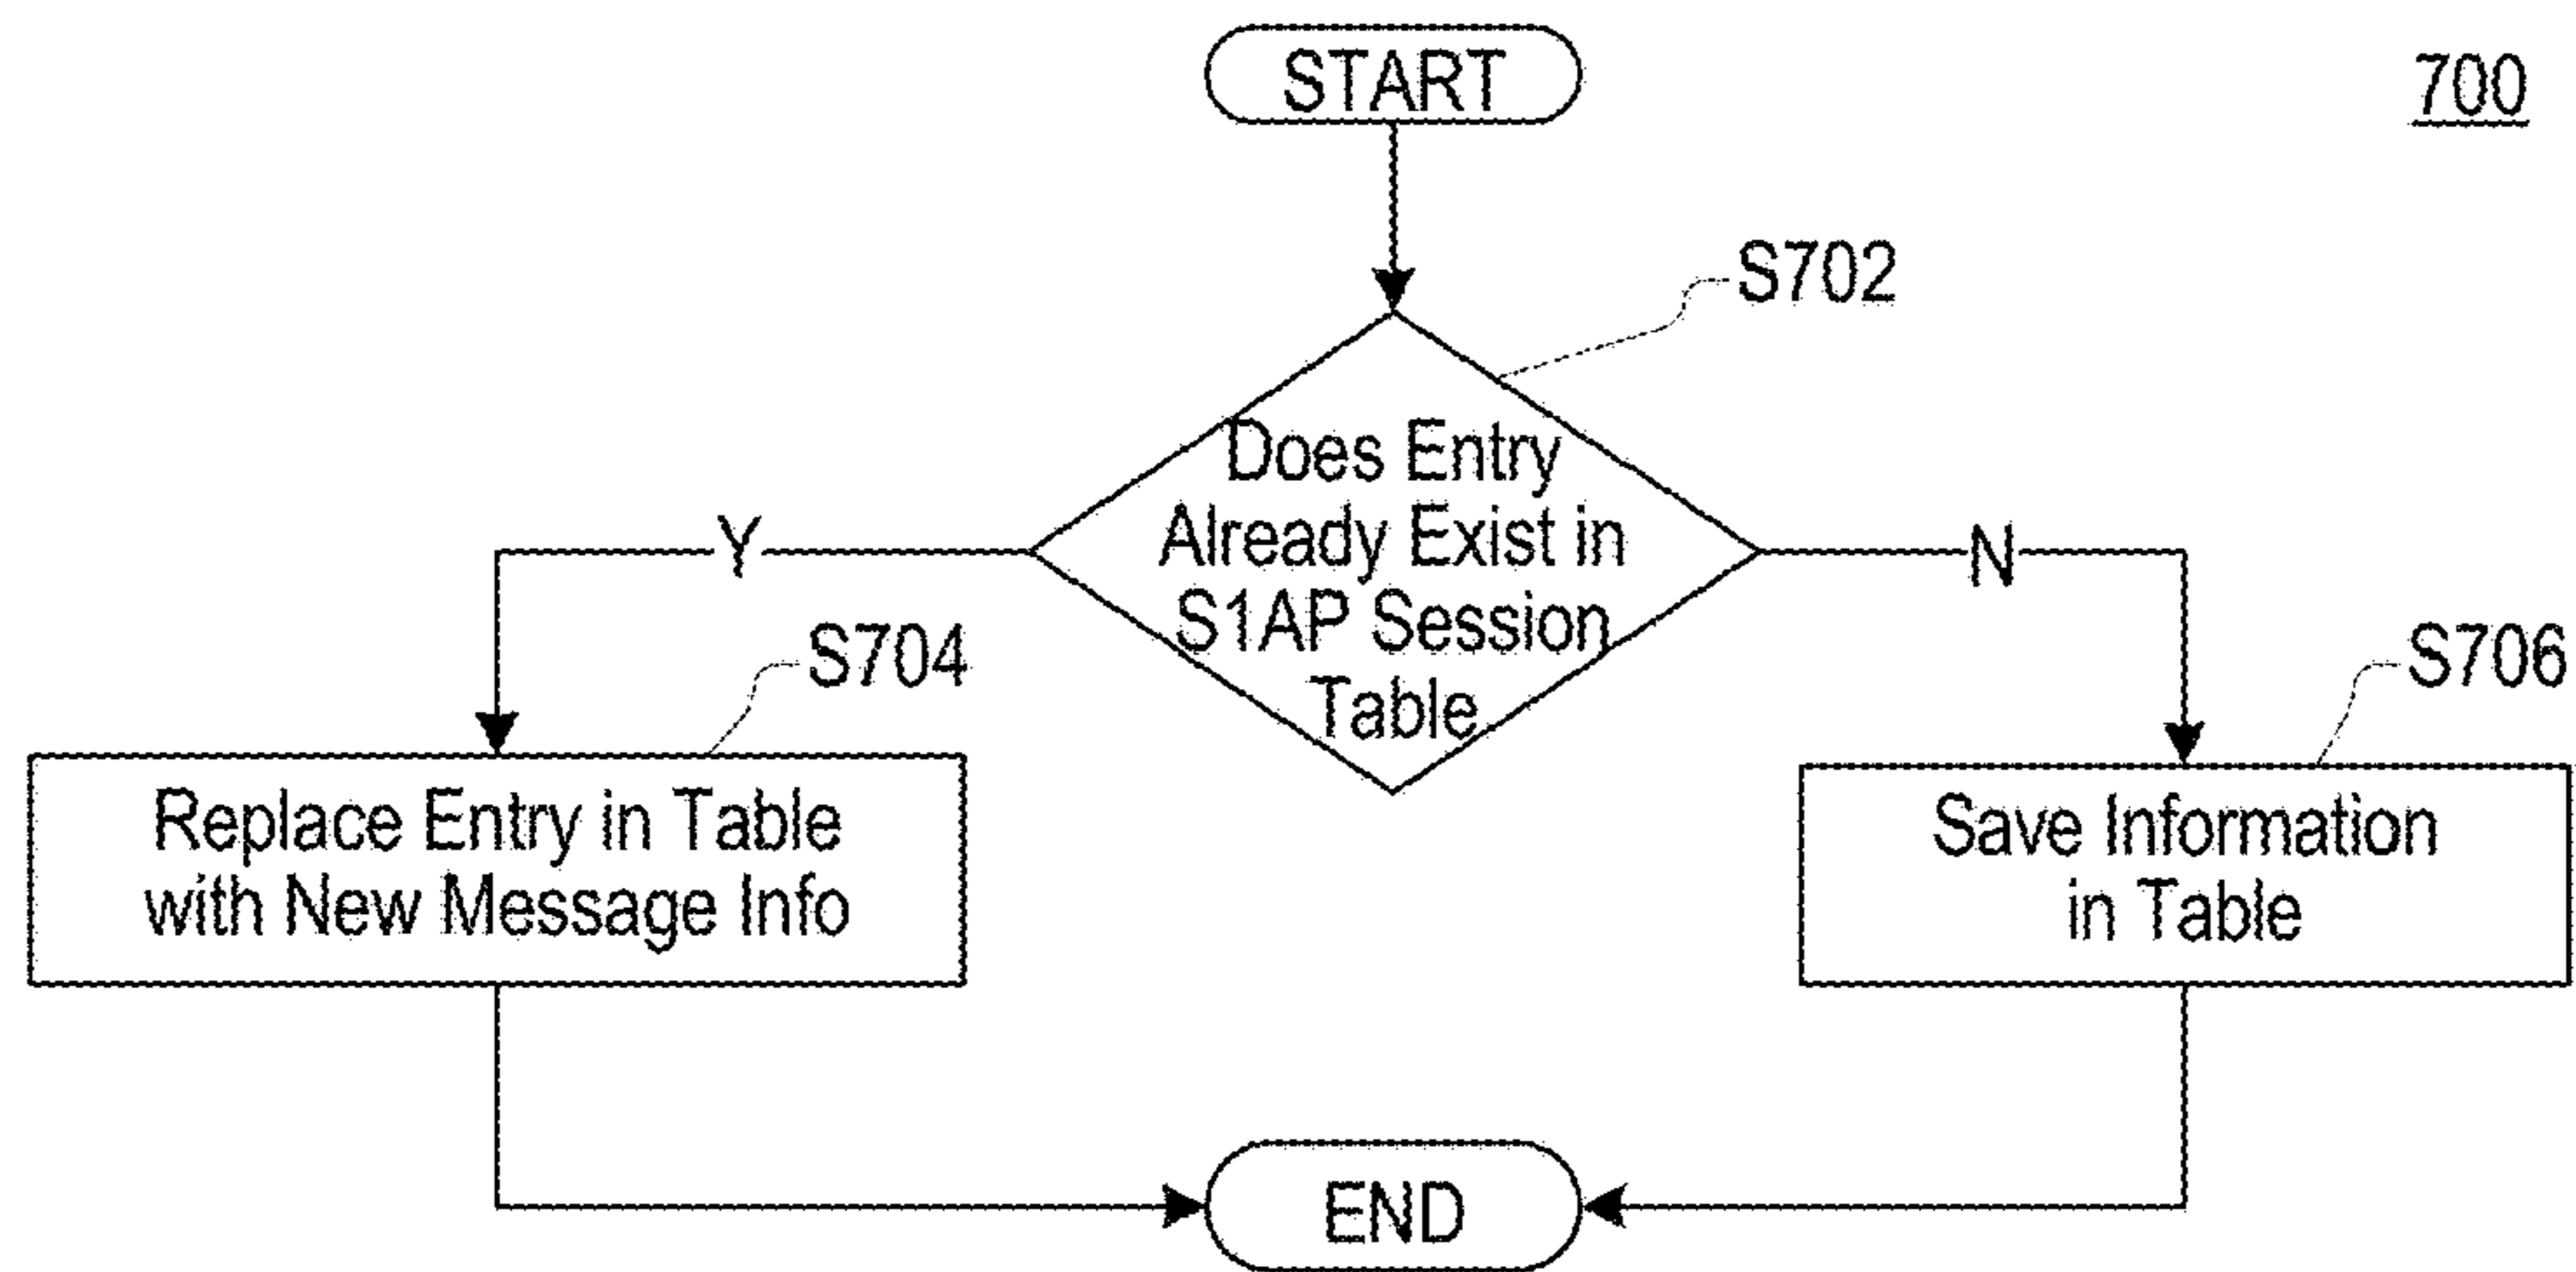 START
700
S702
Does Entry
Already Exist in
S1AP Session
Table
Y
N
S704
S706
Replace Entry in Table
with New Message Info
Save Information
in Table
END